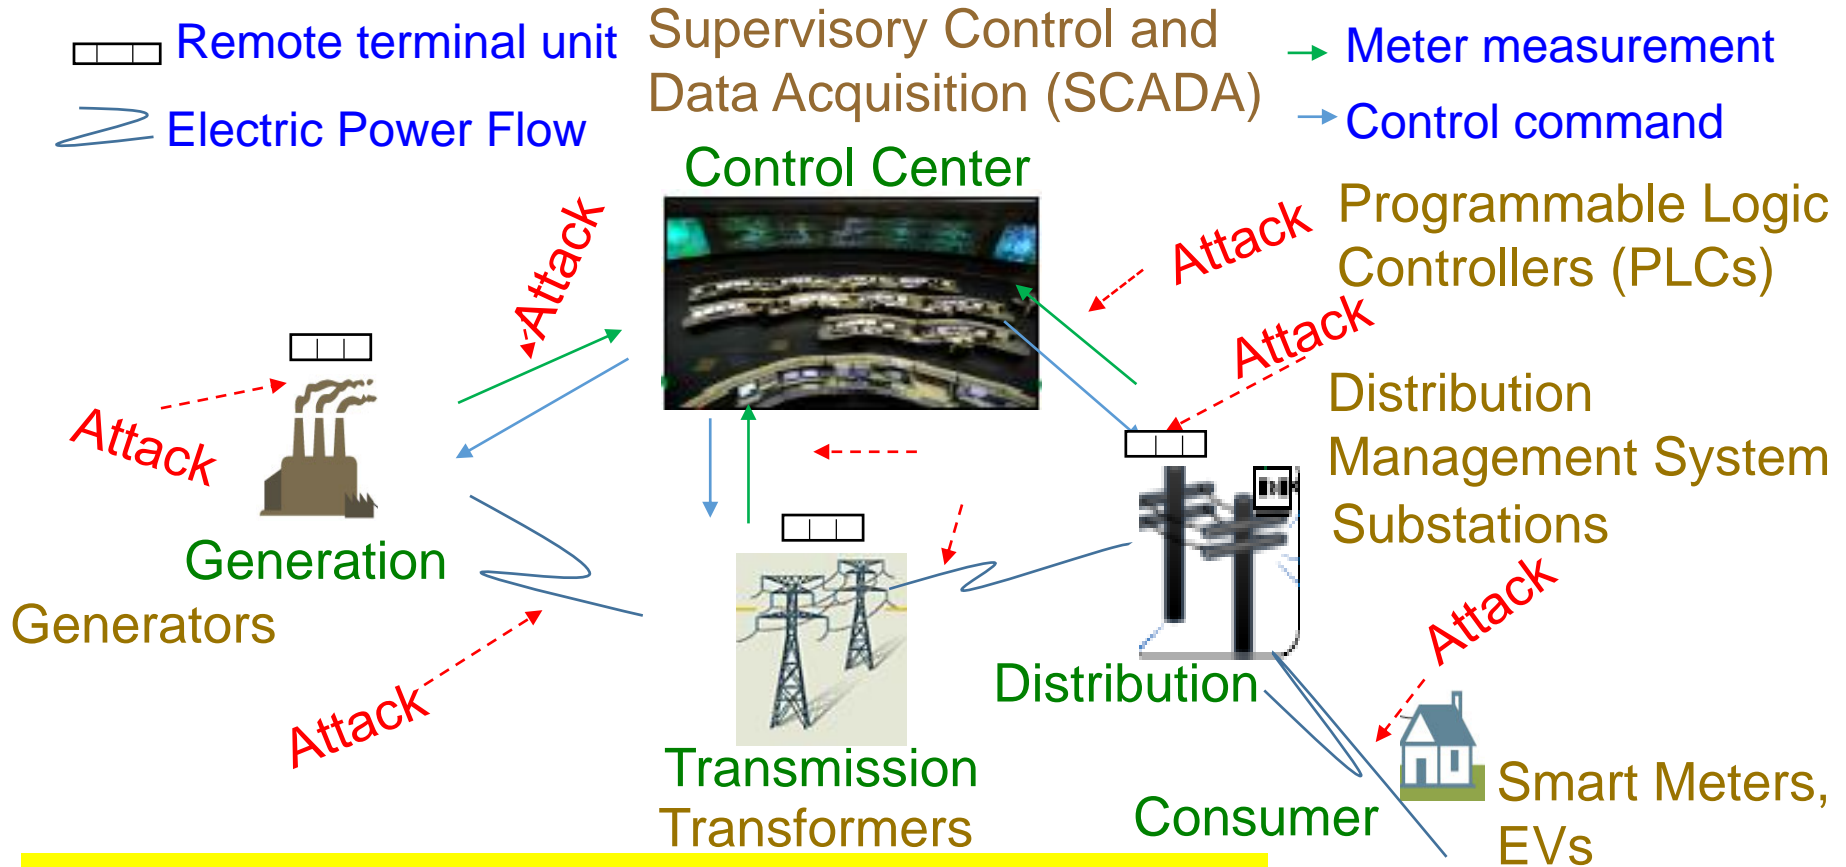 Remote terminal unit
Electric Power Flow
Supervisory Control and
Data Acquisition (SCADA)
Meter measurement
Control command
Control Center
Programmable Logic
Controllers (PLCs)
Attack
Attack
Attack
Attack
Distribution
Management System
Substations
Generation
Generators
Attack
Attack
Distribution
Transmission
Transformers
Consumer
Smart Meters,
EVs